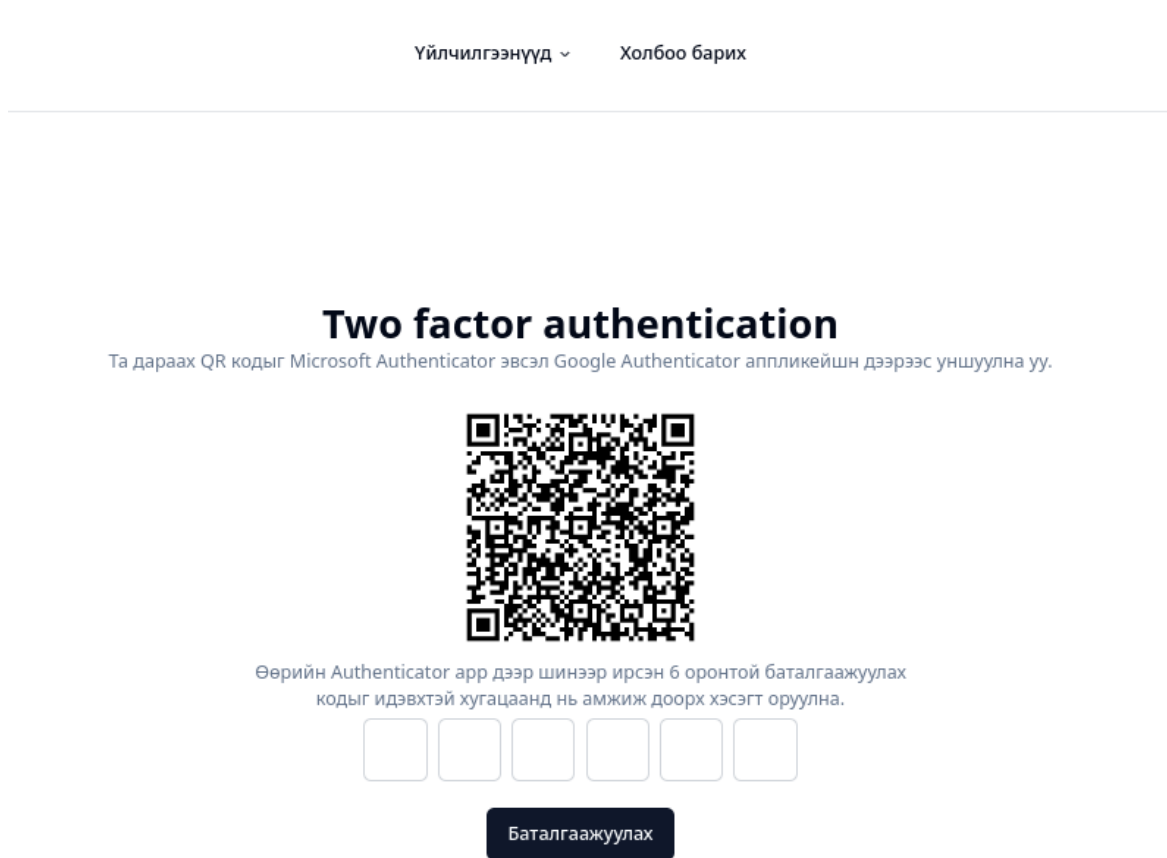 Үйлчилгээнүүд
Холбоо барих
Two factor authentication
Та дараах QR кодыг Microsoft Authenticator эвсэл Google Authenticator аппликейшн дээрээс уншуулна уу.
Өөрийн Authenticator app дээр шинээр ирсэн 6 оронтой баталгаажуулах
кодыг идэвхтэй хугацаанд нь амжиж доорх хэсэгт оруулна.
Баталгаажуулах